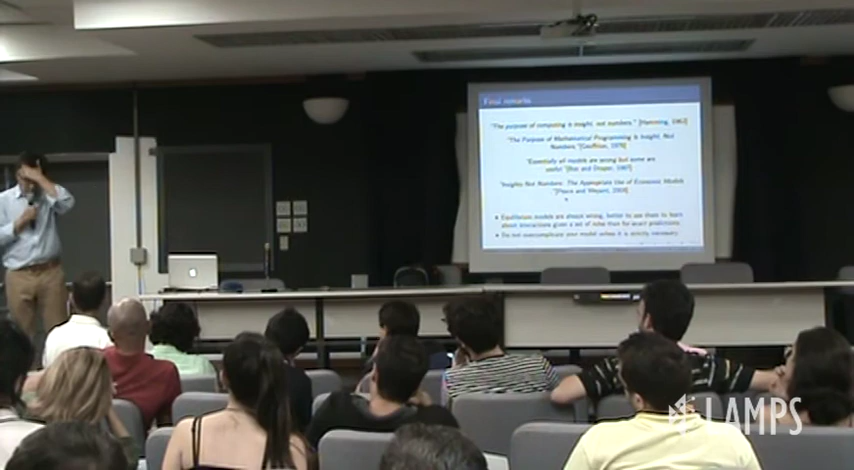 Final remarks
"The purpose of computing is insight, not numbers." [Hamming, 1962]
"The Purpose of Mathematical Programming is Insight, Not
Numbers."[Geoffrion, 1976]
"Essentially all models are wrong but some are
useful."[Box and Draper, 1987]
"Insights Not Numbers: The Appropriate Use of Economic Models
."[Peace and Weyant, 2008]
Equilibrium models are almost wrong, better to use them to learn
about interactions given a set of rules than for exact predictions.
Do not overcomplicate your model unless it is strictly necessary.
LAMPS